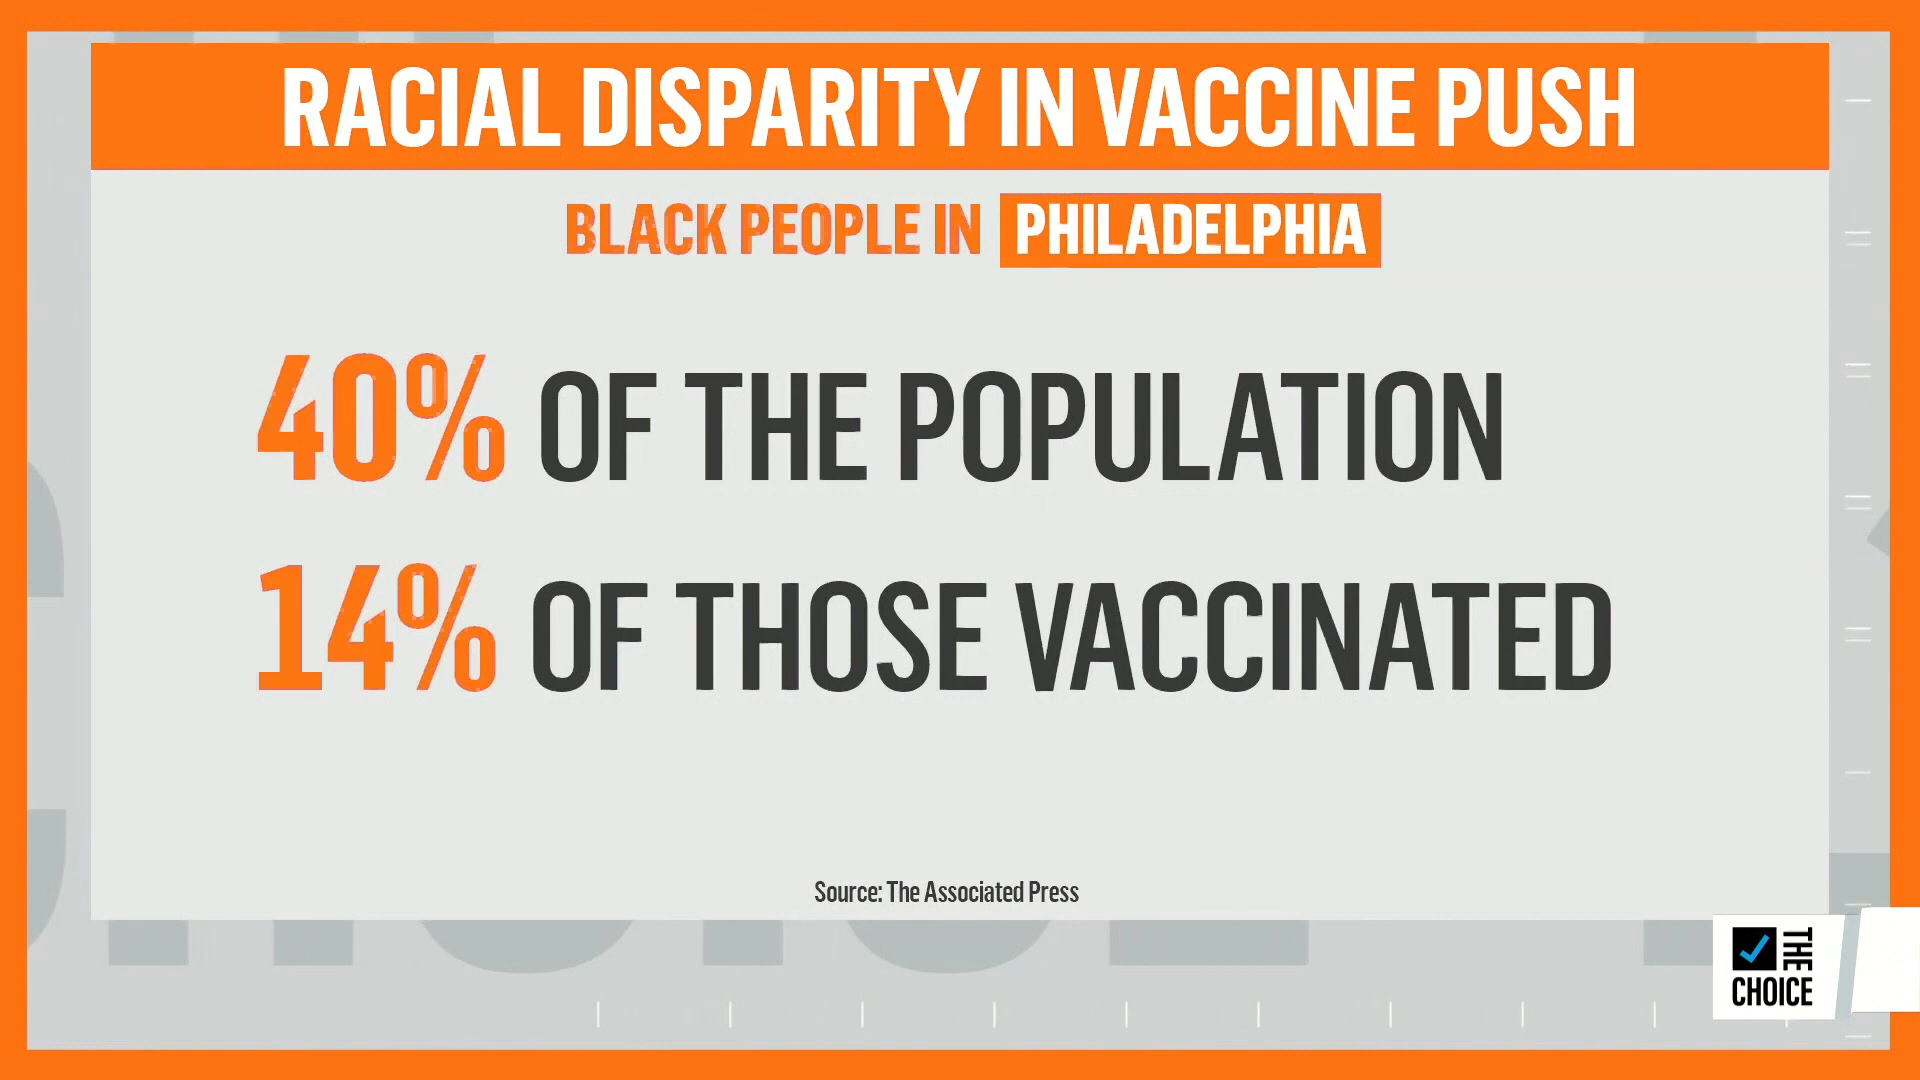 RACIAL DISPARITY IN VACCINE PUSH
BLACK PEOPLE IN PHILADELPHIA
40% OF THE POPULATION
14% OF THOSE VACCINATED
Source: The Associated Press
THE
CHOICE